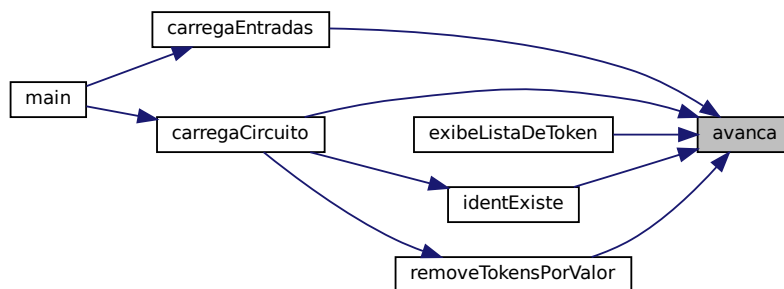 carregaEntradas
main
carregaCircuito
exibeListaDeToken
avanca
identExiste
removeTokensPorValor